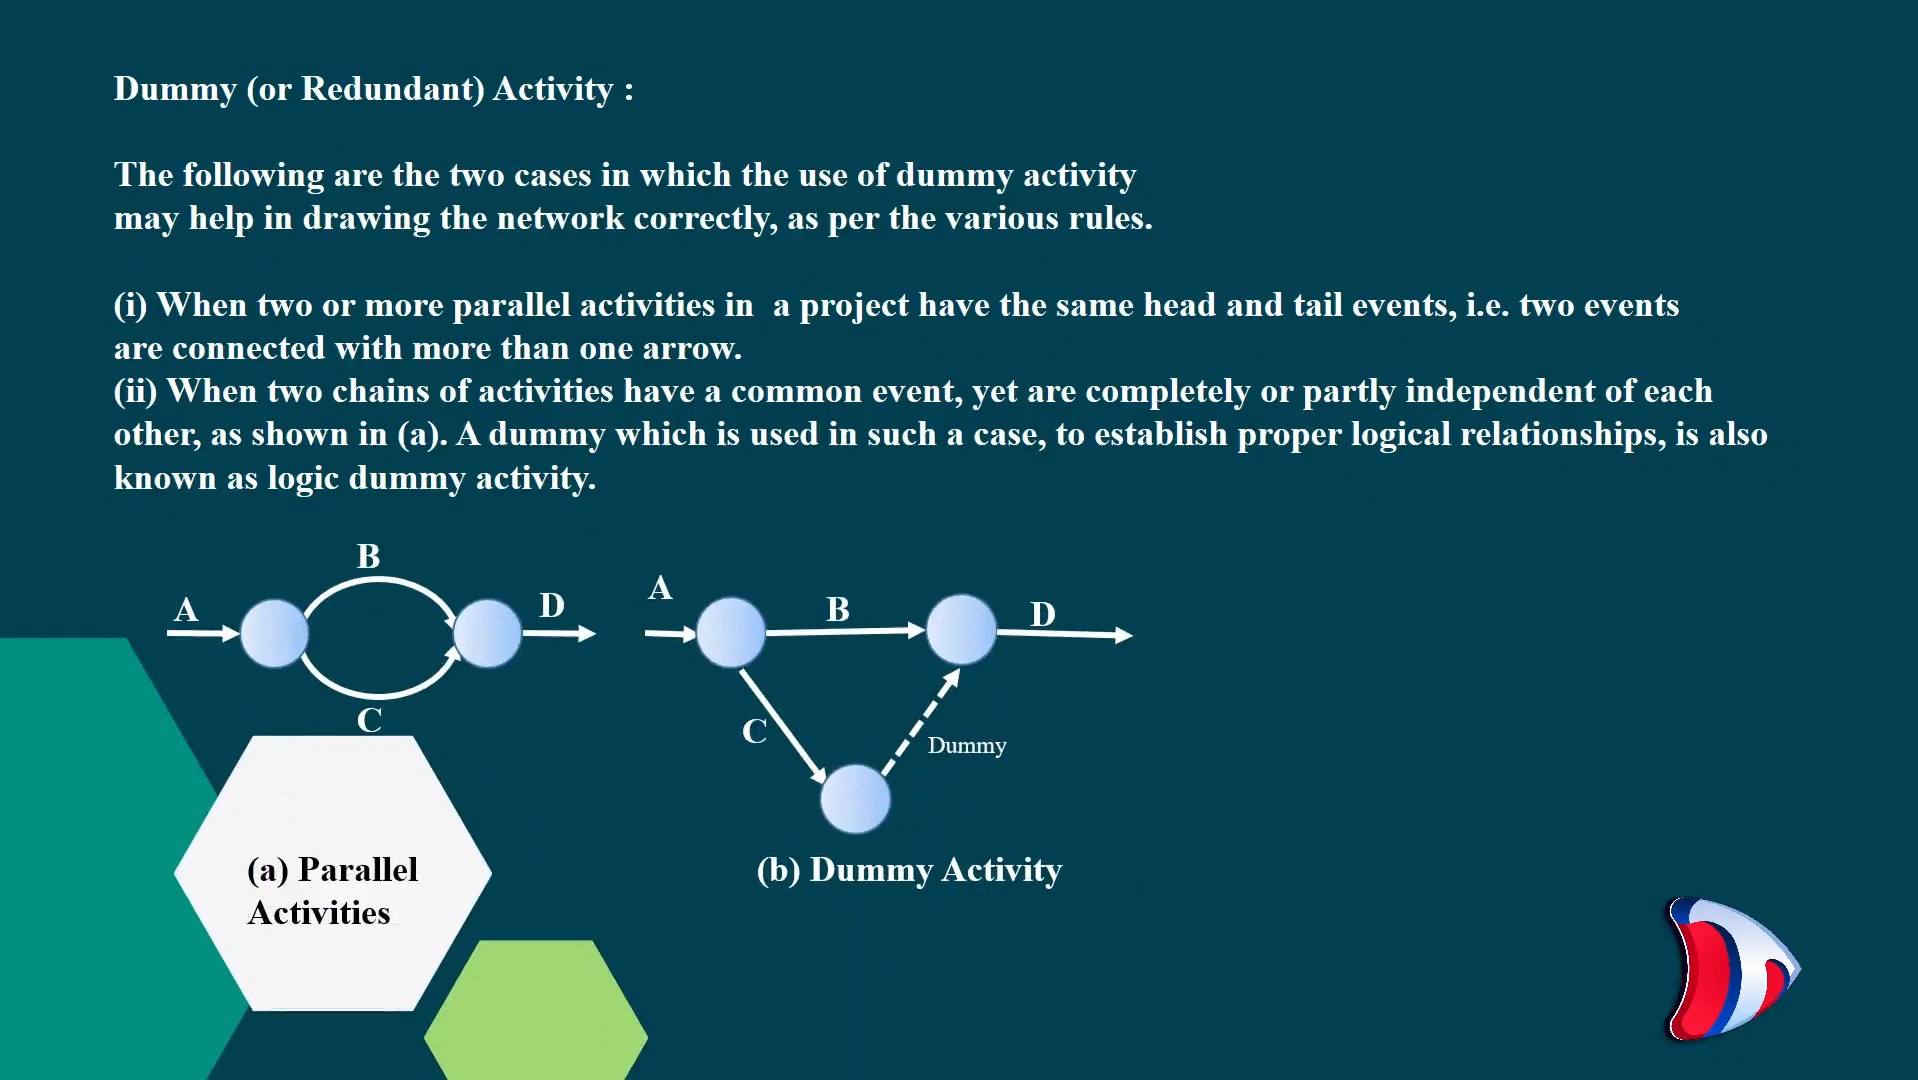 Dummy (or Redundant) Activity :
The following are the two cases in which the use of dummy activity
may help in drawing the network correctly, as per the various rules.
(i) When two or more parallel activities in  a project have the same head and tail events, i.e. two events
are connected with more than one arrow.
(ii) When two chains of activities have a common event, yet are completely or partly independent of each
other, as shown in (a). A dummy which is used in such a case, to establish proper logical relationships, is also
known as logic dummy activity.
B
A
D
C
A
B
D
C
Dummy
(a) Parallel
Activities
(b) Dummy Activity